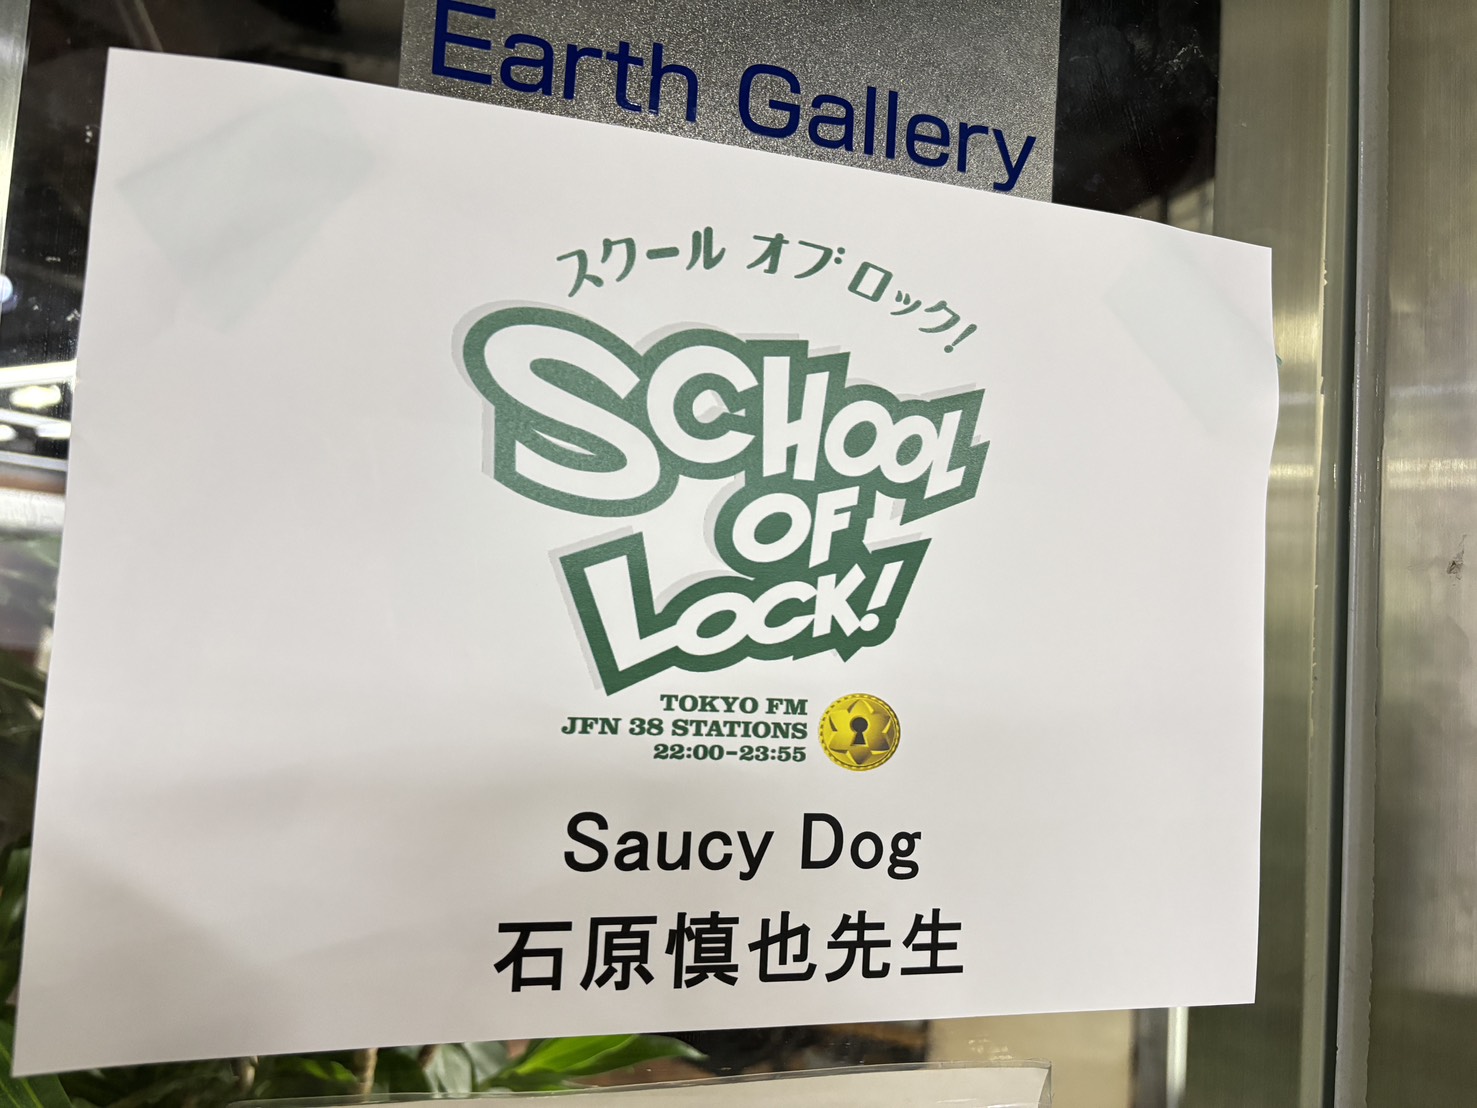 Earth Gallery
スクール オブ ロック!
SCHOOL
OF
LOCK!
TOKYO FM
JFN 38 STATIONS
22:00-23:55
Saucy Dog
石原慎也先生